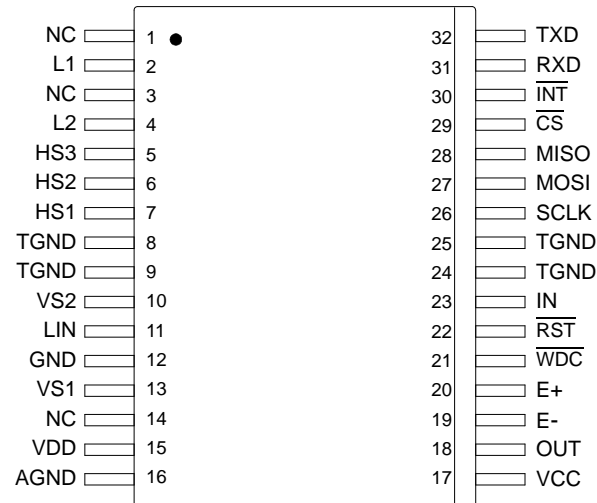 NC 1 32 TXD
L1 2 31 RXD
NC 3 30 INT
L2 4 29 CS
HS3 5 28 MISO
HS2 6 27 MOSI
HS1 7 26 SCLK
TGND 8 25 TGND
TGND 9 24 TGND
VS2 10 23 IN
LIN 11 22 RST
GND 12 21 WDC
VS1 13 20 E+
NC 14 19 E-
VDD 15 18 OUT
AGND 16 17 VCC